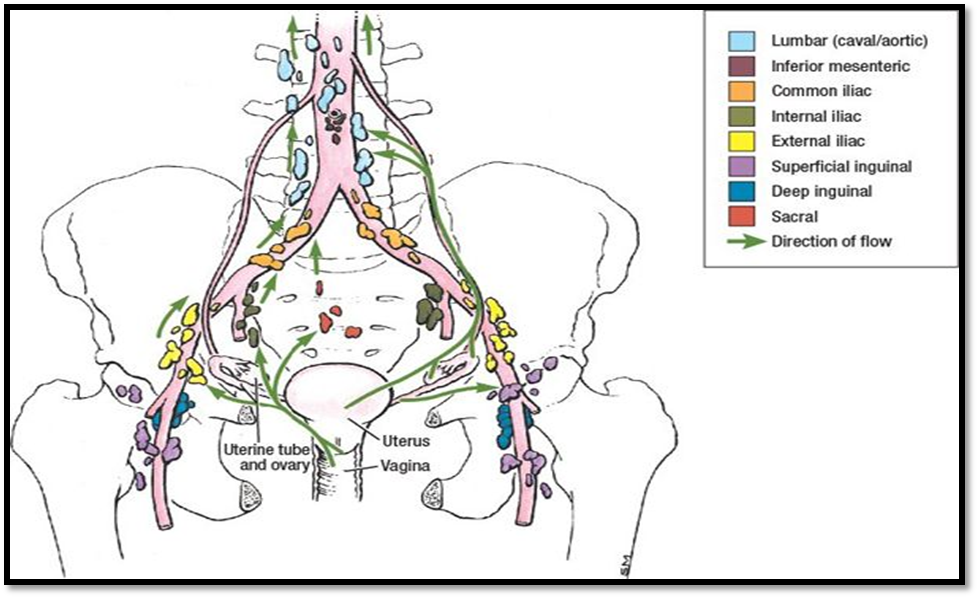 Lumbar (caval/aortic)
Inferior mesenteric
Common iliac
Internal iliac
External iliac
Superficial inguinal
Deep inguinal
Sacral
Direction of flow
Uterine tube
and ovary
Uterus
Vagina
SM